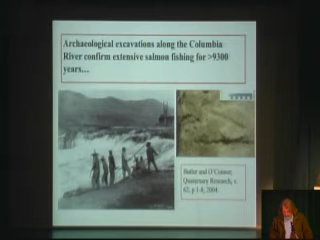 Archaeological excavations along the Columbia
River confirm extensive salmon fishing for >9300
years....
Butler and O'Connor,
Quaternary Research, v.
62, p 1-8, 2004.